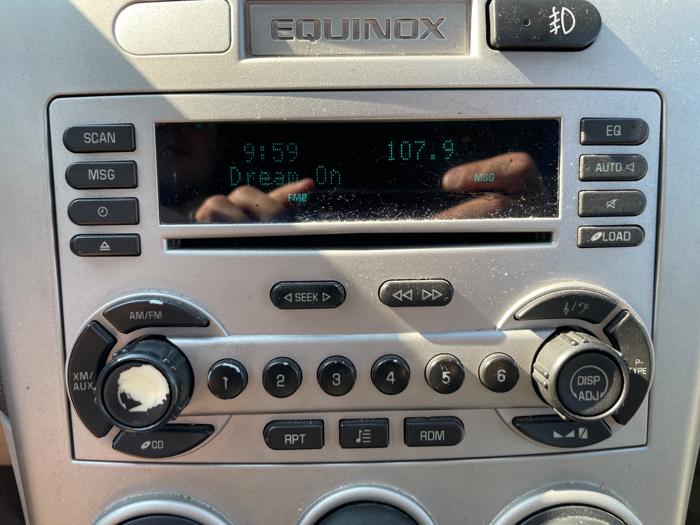 EQUINOX
SCAN
MSG
EQ
AUTO
LOAD
9:59 107.9
Dream On
FM2 MSG
SEEK
AM/FM
XM/
AUX
CD
1 2 3 4 5 6
DISP
ADJ
P-
TYPE
RPT RDM